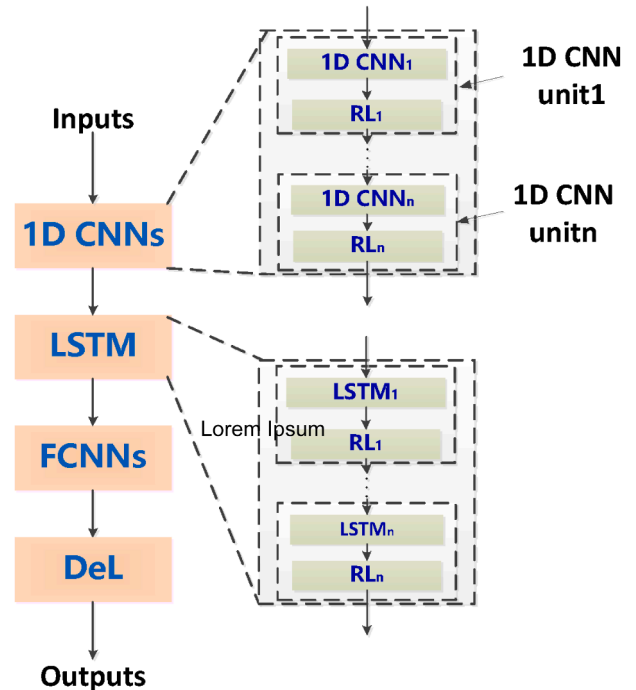 Inputs
1D CNNs
LSTM
FCNNs
DeL
Outputs
1D CNN₁
RL₁
1D CNNₙ
RLₙ
1D CNN
unit1
1D CNN
unitn
LSTM₁
Lorem Ipsum
RL₁
LSTMₙ
RLₙ